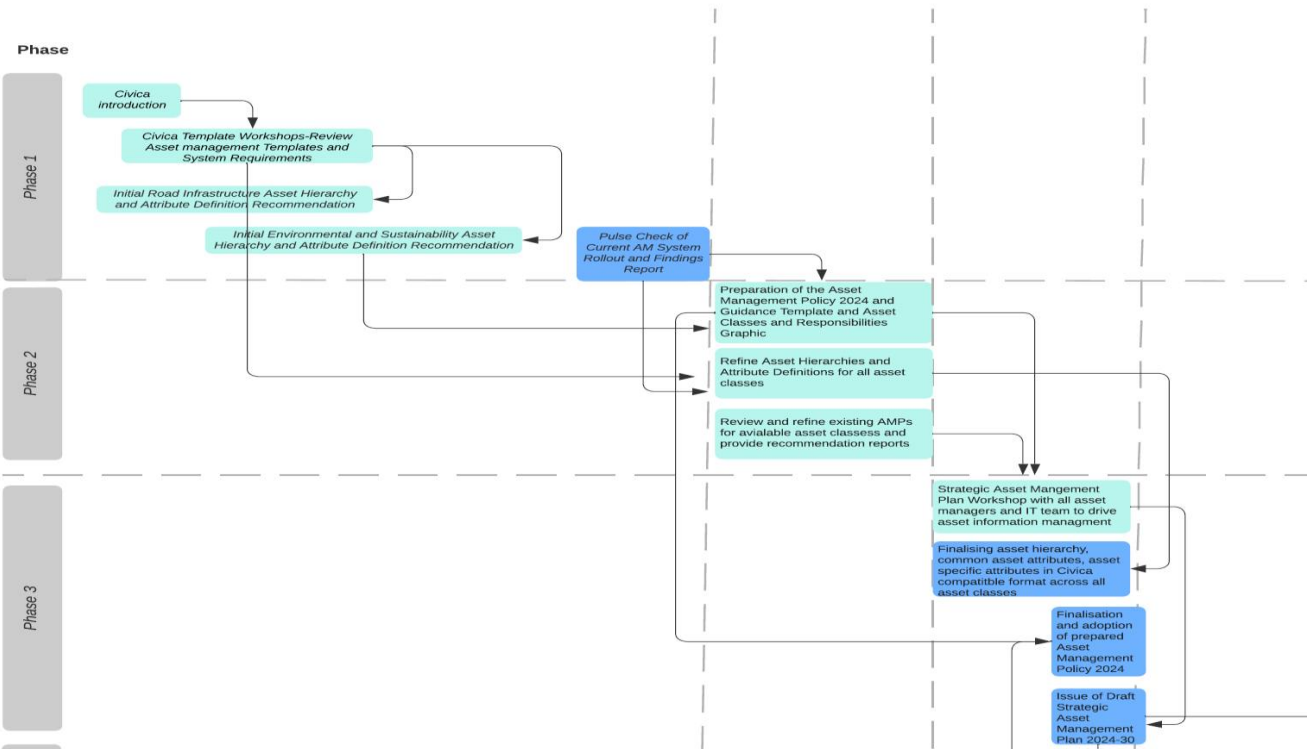 Phase
Phase 1
Civica
introduction
Civica Template Workshops-Review
Asset management Templates and
System Requirements
Initial Road Infrastructure Asset Hierarchy
and Attribute Definition Recommendation
Initial Environmental and Sustainability Asset
Hierarchy and Attribute Definition Recommendation
Pulse Check of
Current AM System
Rollout and Findings
Report
Phase 2
Preparation of the Asset
Management Policy 2024 and
Guidance Template and Asset
Classes and Responsibilities
Graphic
Refine Asset Hierarchies and
Attribute Definitions for all asset
classes
Review and refine existing AMPs
for avialable asset classess and
provide recommendation reports
Phase 3
Strategic Asset Mangement
Plan Workshop with all asset
managers and IT team to drive
asset information managment
Finalising asset hierarchy,
common asset attributes, asset
specific attributes in Civica
compatitble format across all
asset classes
Finalisation
and adoption
of prepared
Asset
Management
Policy 2024
Issue of Draft
Strategic
Asset
Management
Plan 2024-30